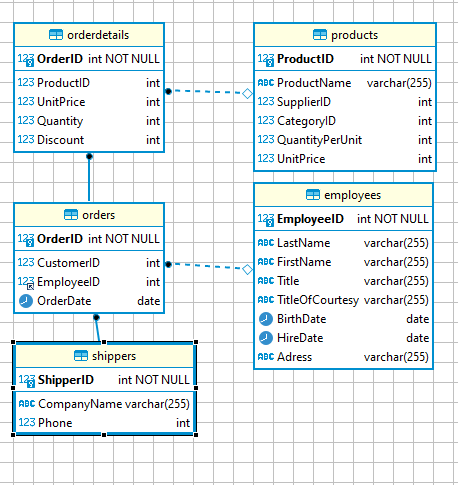 orderdetails
123 OrderID int NOT NULL
123 ProductID int
123 UnitPrice int
123 Quantity int
123 Discount int
products
123 ProductID int NOT NULL
ABC ProductName varchar(255)
123 SupplierID int
123 CategoryID int
123 QuantityPerUnit int
123 UnitPrice int
orders
123 OrderID int NOT NULL
123 CustomerID int
123 EmployeeID int
OrderDate date
employees
123 EmployeeID int NOT NULL
ABC LastName varchar(255)
ABC FirstName varchar(255)
ABC Title varchar(255)
ABC TitleOfCourtesy varchar(255)
BirthDate date
HireDate date
ABC Adress varchar(255)
shippers
123 ShipperID int NOT NULL
ABC CompanyName varchar(255)
123 Phone int